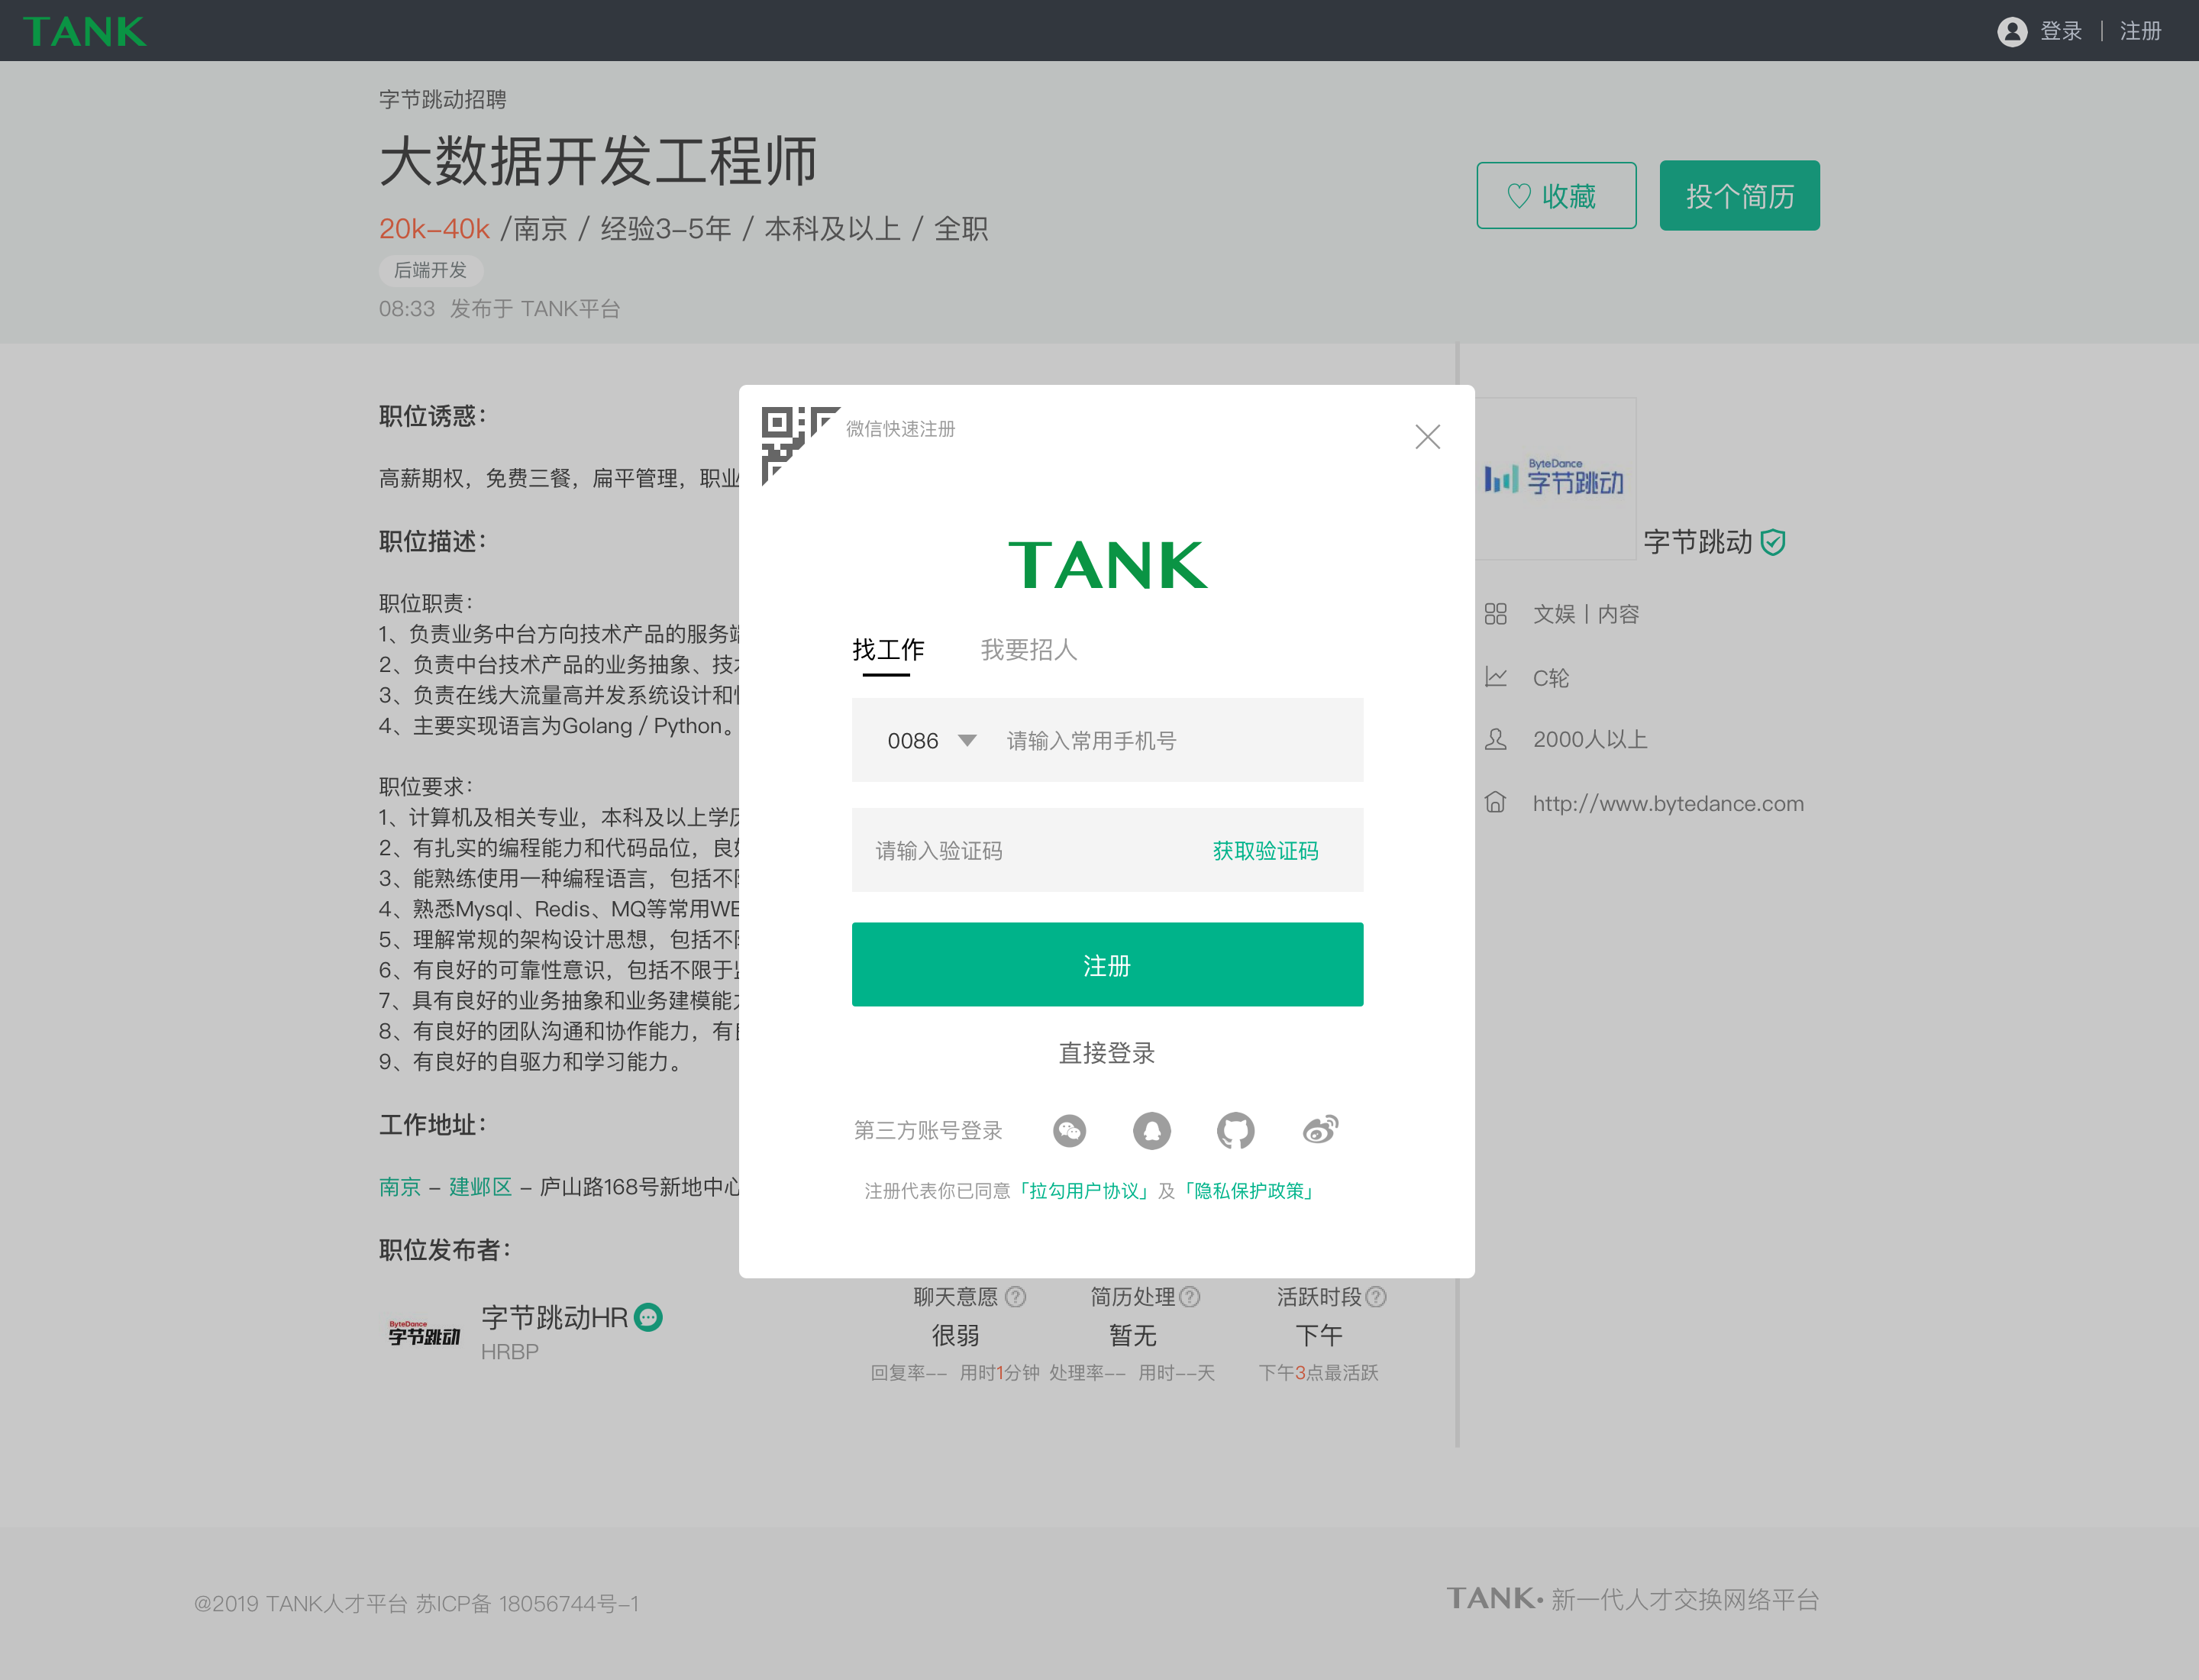 TANK
登录 | 注册
字节跳动招聘
大数据开发工程师
20k-40k /南京 / 经验3-5年 / 本科及以上 / 全职
后端开发
08:33 发布于 TANK平台
♡ 收藏
投个简历
职位诱惑：
高薪期权，免费三餐，扁平管理，职业
职位描述：
职位职责：
1、负责业务中台方向技术产品的服务端
2、负责中台技术产品的业务抽象、技
3、负责在线大流量高并发系统设计和
4、主要实现语言为Golang / Python。
职位要求：
1、计算机及相关专业，本科及以上学历
2、有扎实的编程能力和代码品位，良
3、能熟练使用一种编程语言，包括不限
4、熟悉Mysql、Redis、MQ等常用WE
5、理解常规的架构设计思想，包括不限
6、有良好的可靠性意识，包括不限于
7、具有良好的业务抽象和业务建模能
8、有良好的团队沟通和协作能力，有
9、有良好的自驱力和学习能力。
工作地址：
南京 - 建邺区 - 庐山路168号新地中心
职位发布者：
ByteDance
字节跳动
字节跳动HR
HRBP
聊天意愿 ?
很弱
回复率-- 用时1分钟
简历处理 ?
暂无
处理率-- 用时--天
活跃时段 ?
下午
下午3点最活跃
微信快速注册
TANK
找工作 我要招人
0086 请输入常用手机号
请输入验证码 获取验证码
注册
直接登录
第三方账号登录
注册代表你已同意「拉勾用户协议」及「隐私保护政策」
ByteDance
字节跳动
字节跳动
文娱丨内容
C轮
2000人以上
http://www.bytedance.com
@2019 TANK人才平台 苏ICP备 18056744号-1
TANK· 新一代人才交换网络平台